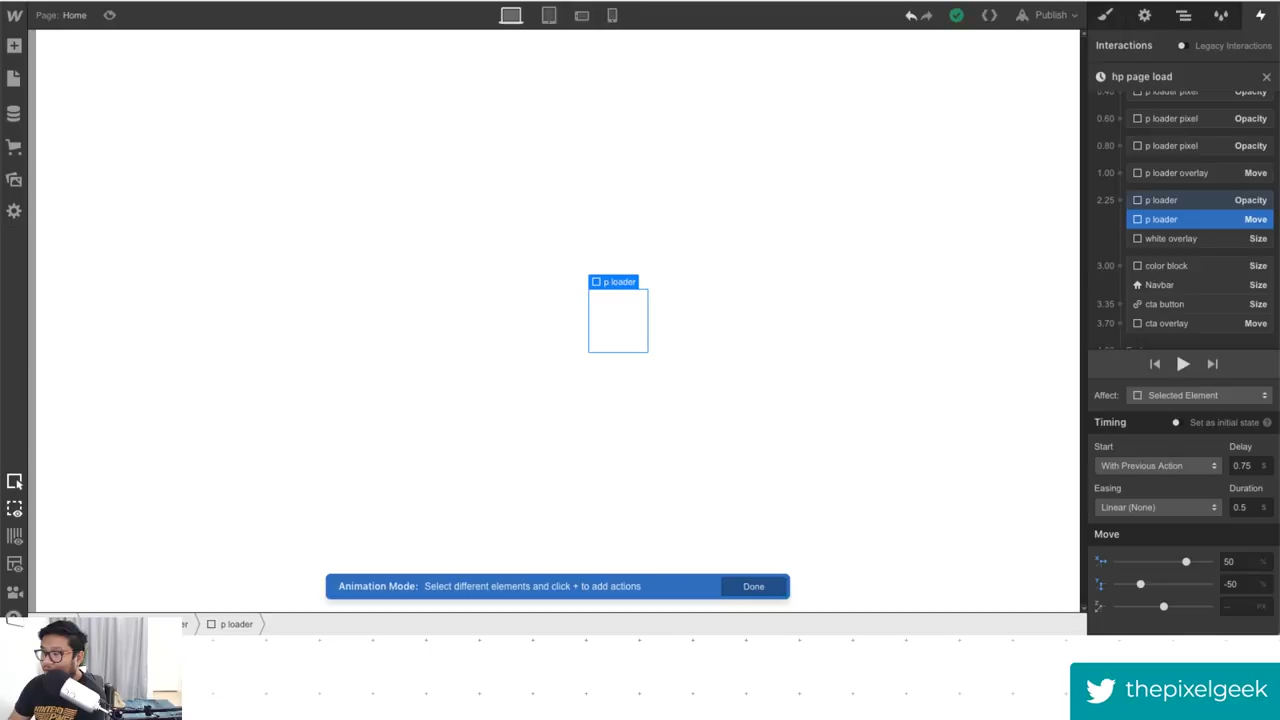 Page: Home
Publish
Interactions
Legacy Interactions
hp page load
0.40 p loader pixel Opacity
0.60 p loader pixel Opacity
0.80 p loader pixel Opacity
1.00 p loader overlay Move
2.25 p loader Opacity
p loader Move
white overlay Size
3.00 color block Size
Navbar Size
3.35 cta button Size
3.70 cta overlay Move
p loader
Affect: Selected Element
Timing Set as initial state ?
Start Delay
With Previous Action 0.75 S
Easing Duration
Linear (None) 0.5 S
Move
50 %
-50 %
-- PX
Animation Mode: Select different elements and click + to add actions Done
er p loader
thepixelgeek